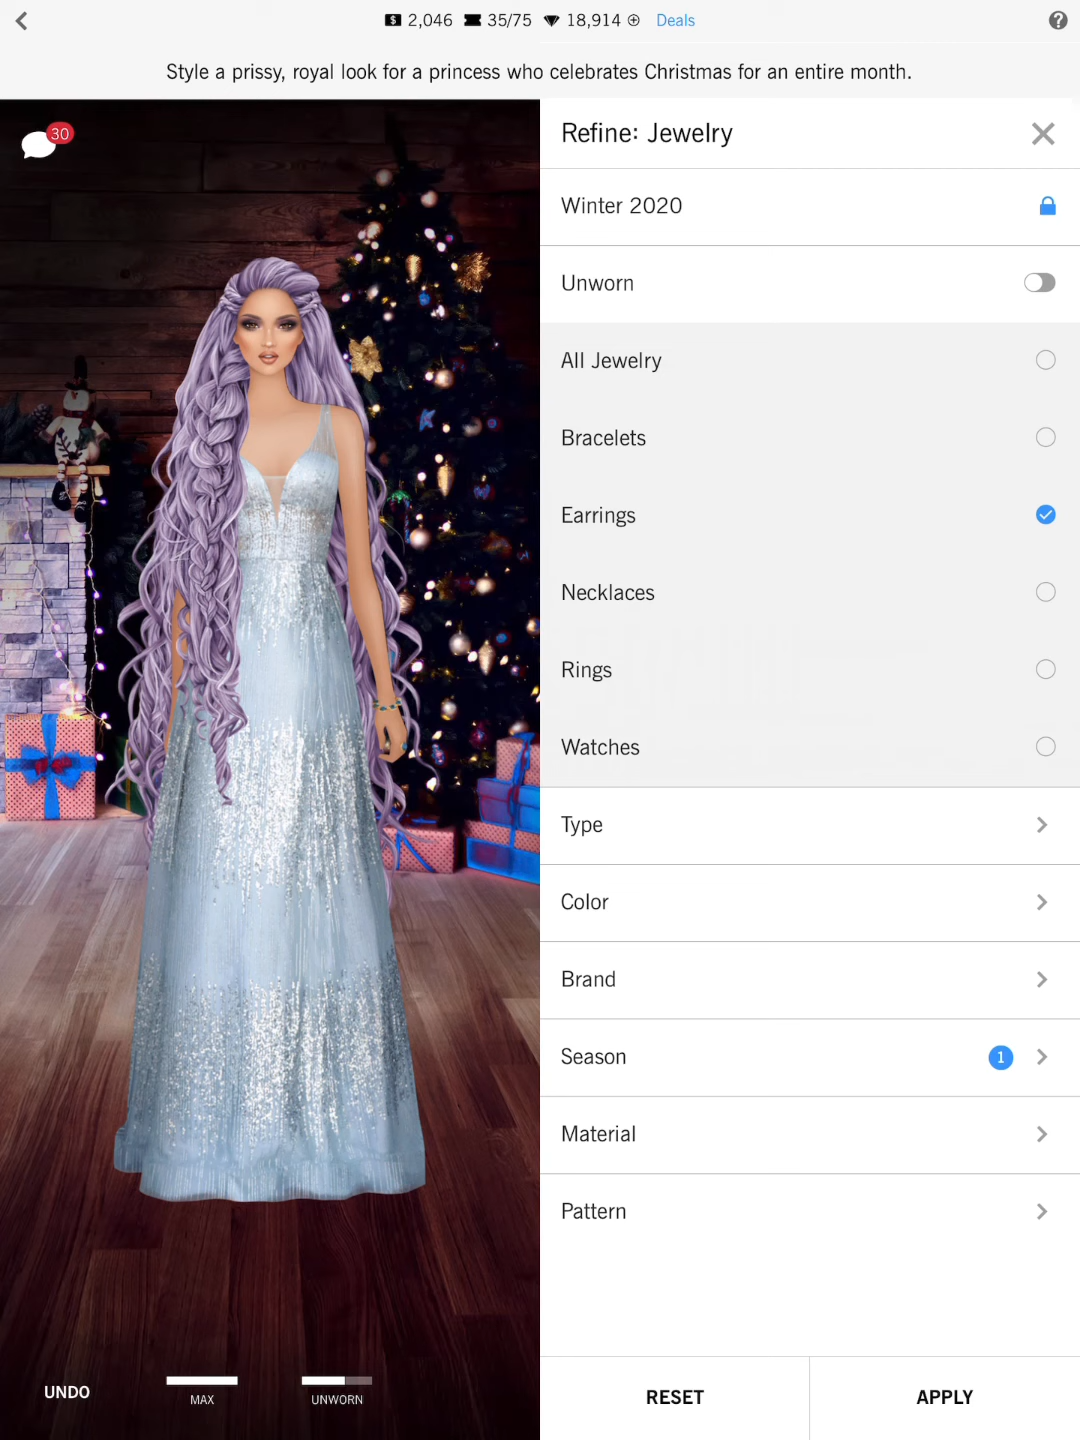 $ 2,046 35/75 18,914 Deals ?
Style a prissy, royal look for a princess who celebrates Christmas for an entire month.
30
Refine: Jewelry
Winter 2020
Unworn
All Jewelry
Bracelets
Earrings
Necklaces
Rings
Watches
Type
Color
Brand
Season 1
Material
Pattern
UNDO
MAX
UNWORN
RESET
APPLY